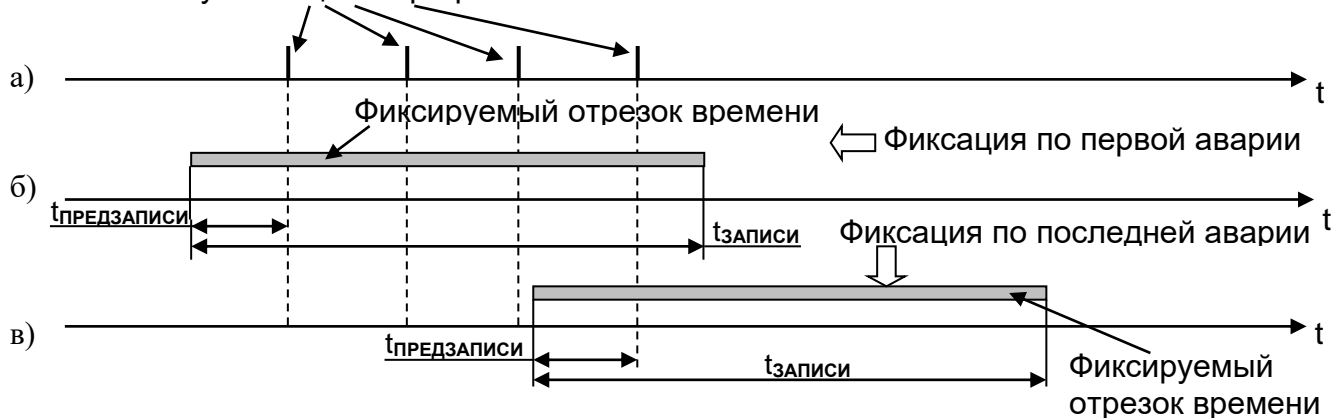 а)
t
Фиксируемый отрезок времени
Фиксация по первой аварии
б)
tПРЕДЗАПИСИ
t
tЗАПИСИ
Фиксация по последней аварии
в)
t
tПРЕДЗАПИСИ
tЗАПИСИ
Фиксируемый
отрезок времени